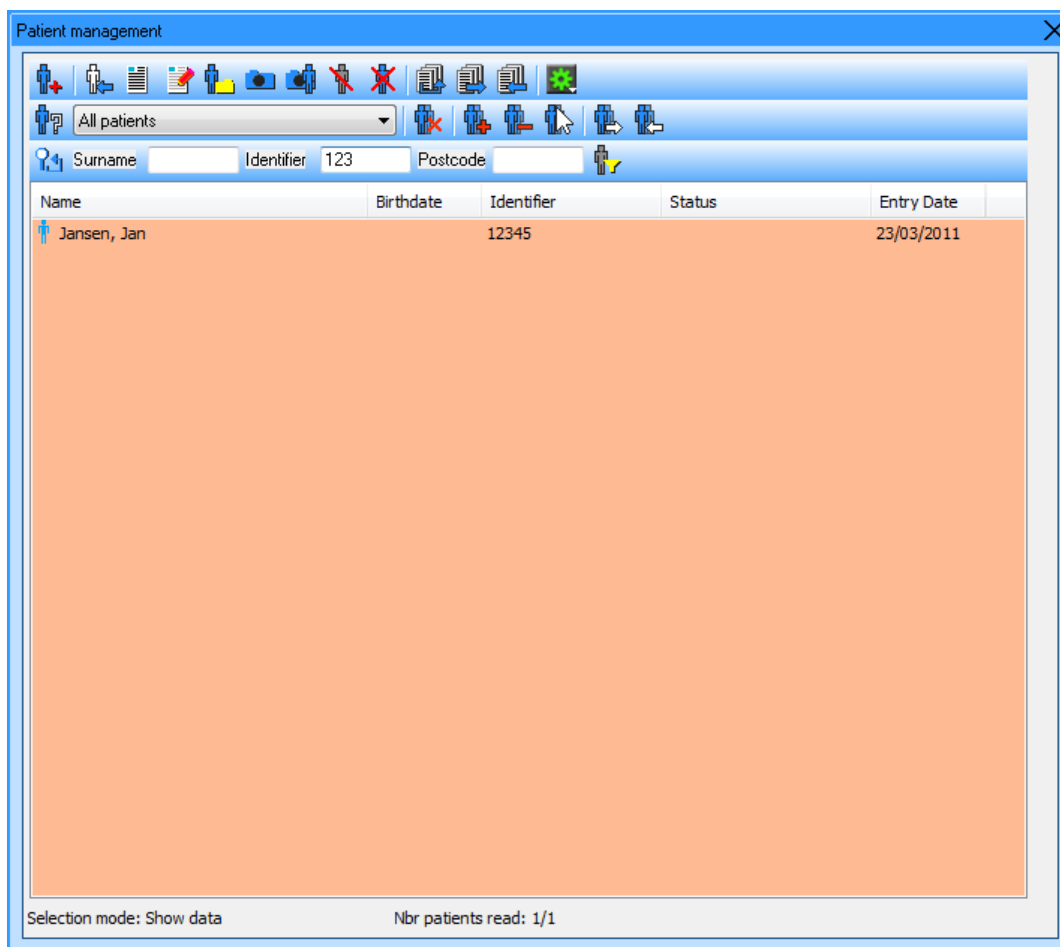 Patient management
All patients
Surname Identifier 123 Postcode
Name Birthdate Identifier Status Entry Date
Jansen, Jan 12345 23/03/2011
Selection mode: Show data Nbr patients read: 1/1